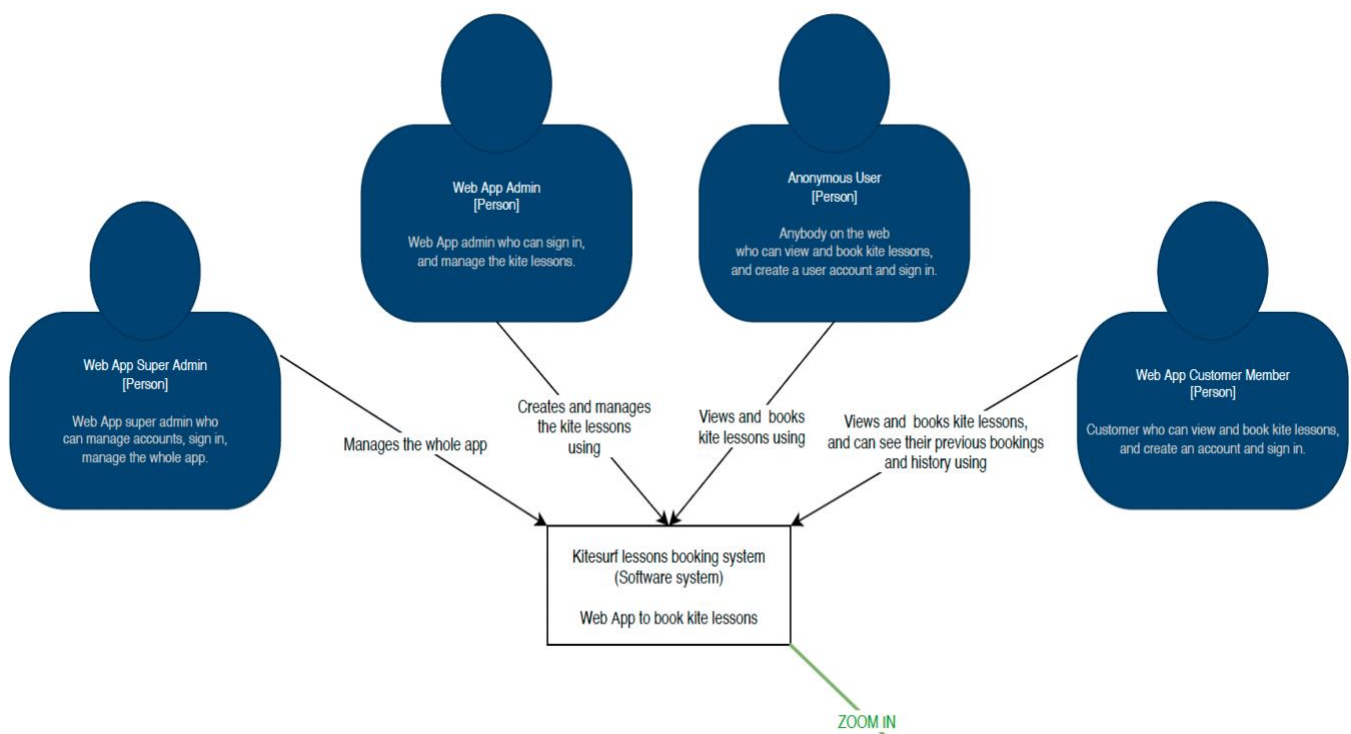 Web App Admin
[Person]
Web App admin who can sign in,
and manage the kite lessons.
Anonymous User
[Person]
Anybody on the web
who can view and book kite lessons,
and create a user account and sign in.
Web App Super Admin
[Person]
Web App super admin who
can manage accounts, sign in,
manage the whole app.
Web App Customer Member
[Person]
Customer who can view and book kite lessons,
and create an account and sign in.
Manages the whole app
Creates and manages
the kite lessons
using
Views and books
kite lessons using
Views and books kite lessons,
and can see their previous bookings
and history using
Kitesurf lessons booking system
(Software system)
Web App to book kite lessons
ZOOM IN